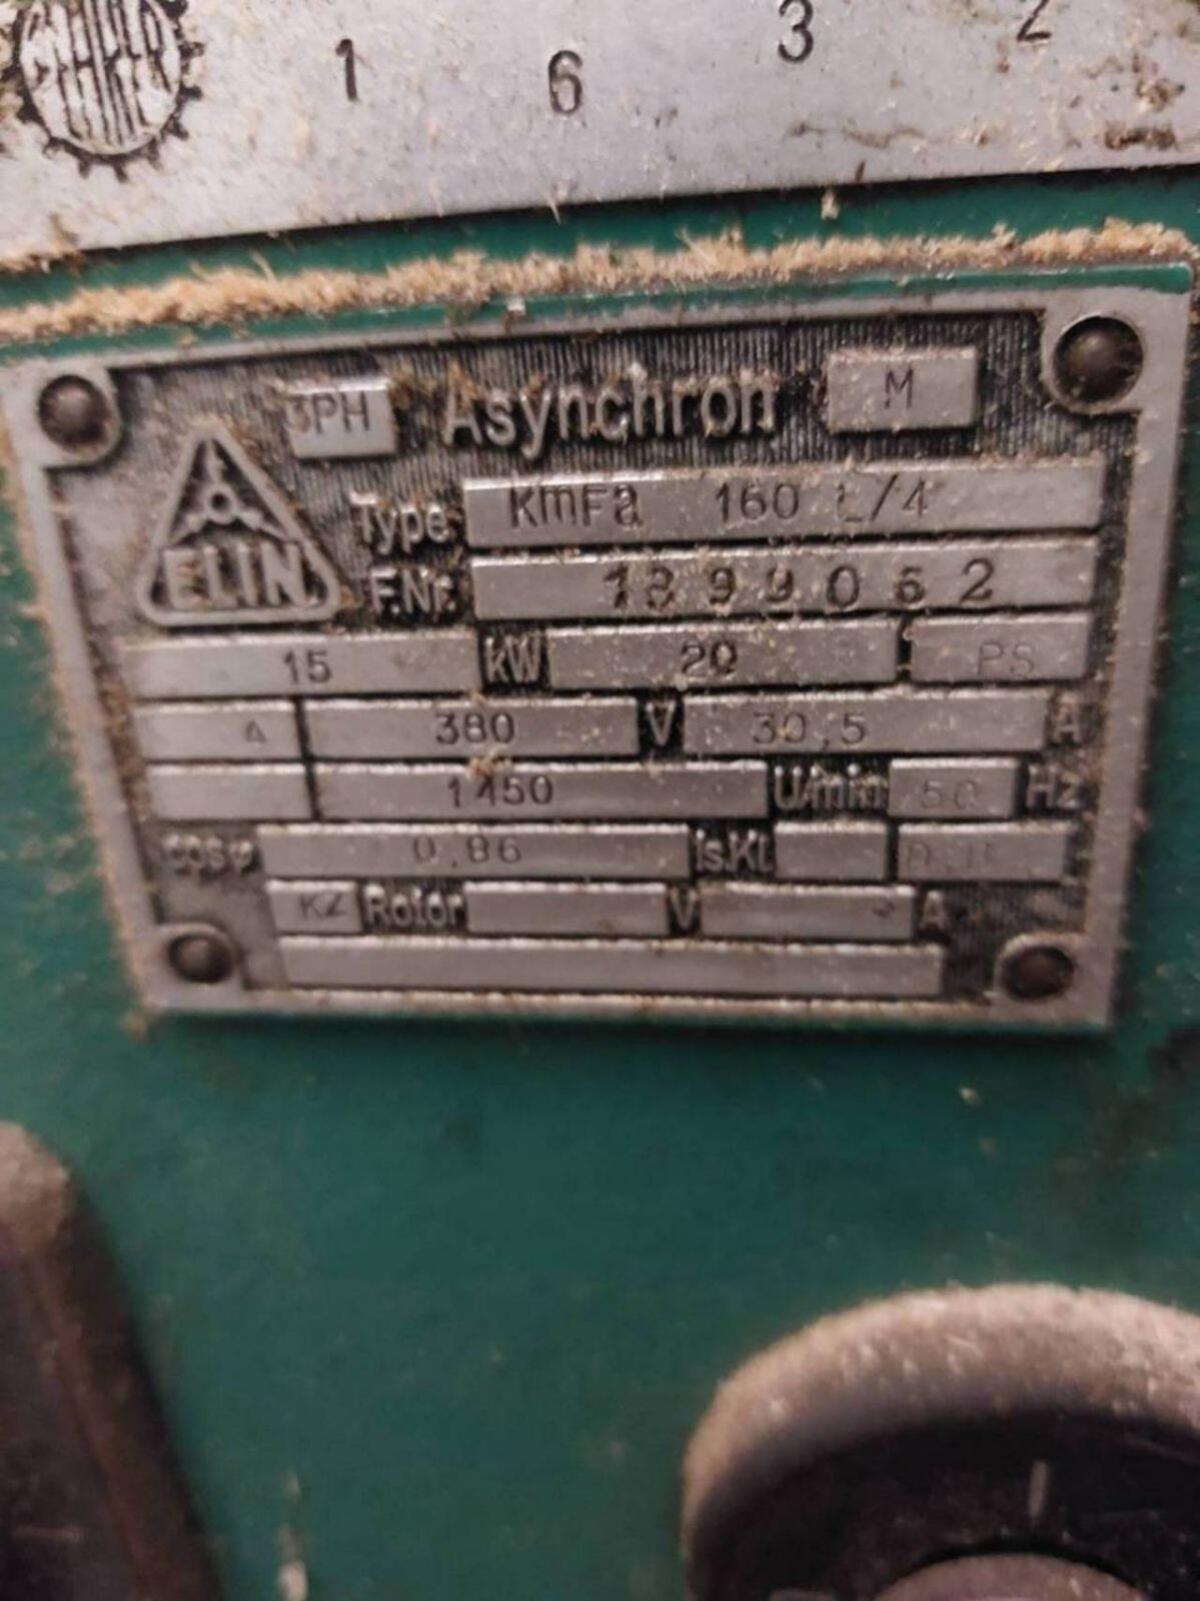 1 6 3 2
3PH Asynchron M
ELIN
Type KmFa 160 L/4
F.Nr. 1899062
15 kW 20 PS
Δ 380 V 30,5 A
1450 U/min 50 Hz
cosφ 0,86 is.Kl.
KZ Rotor V A